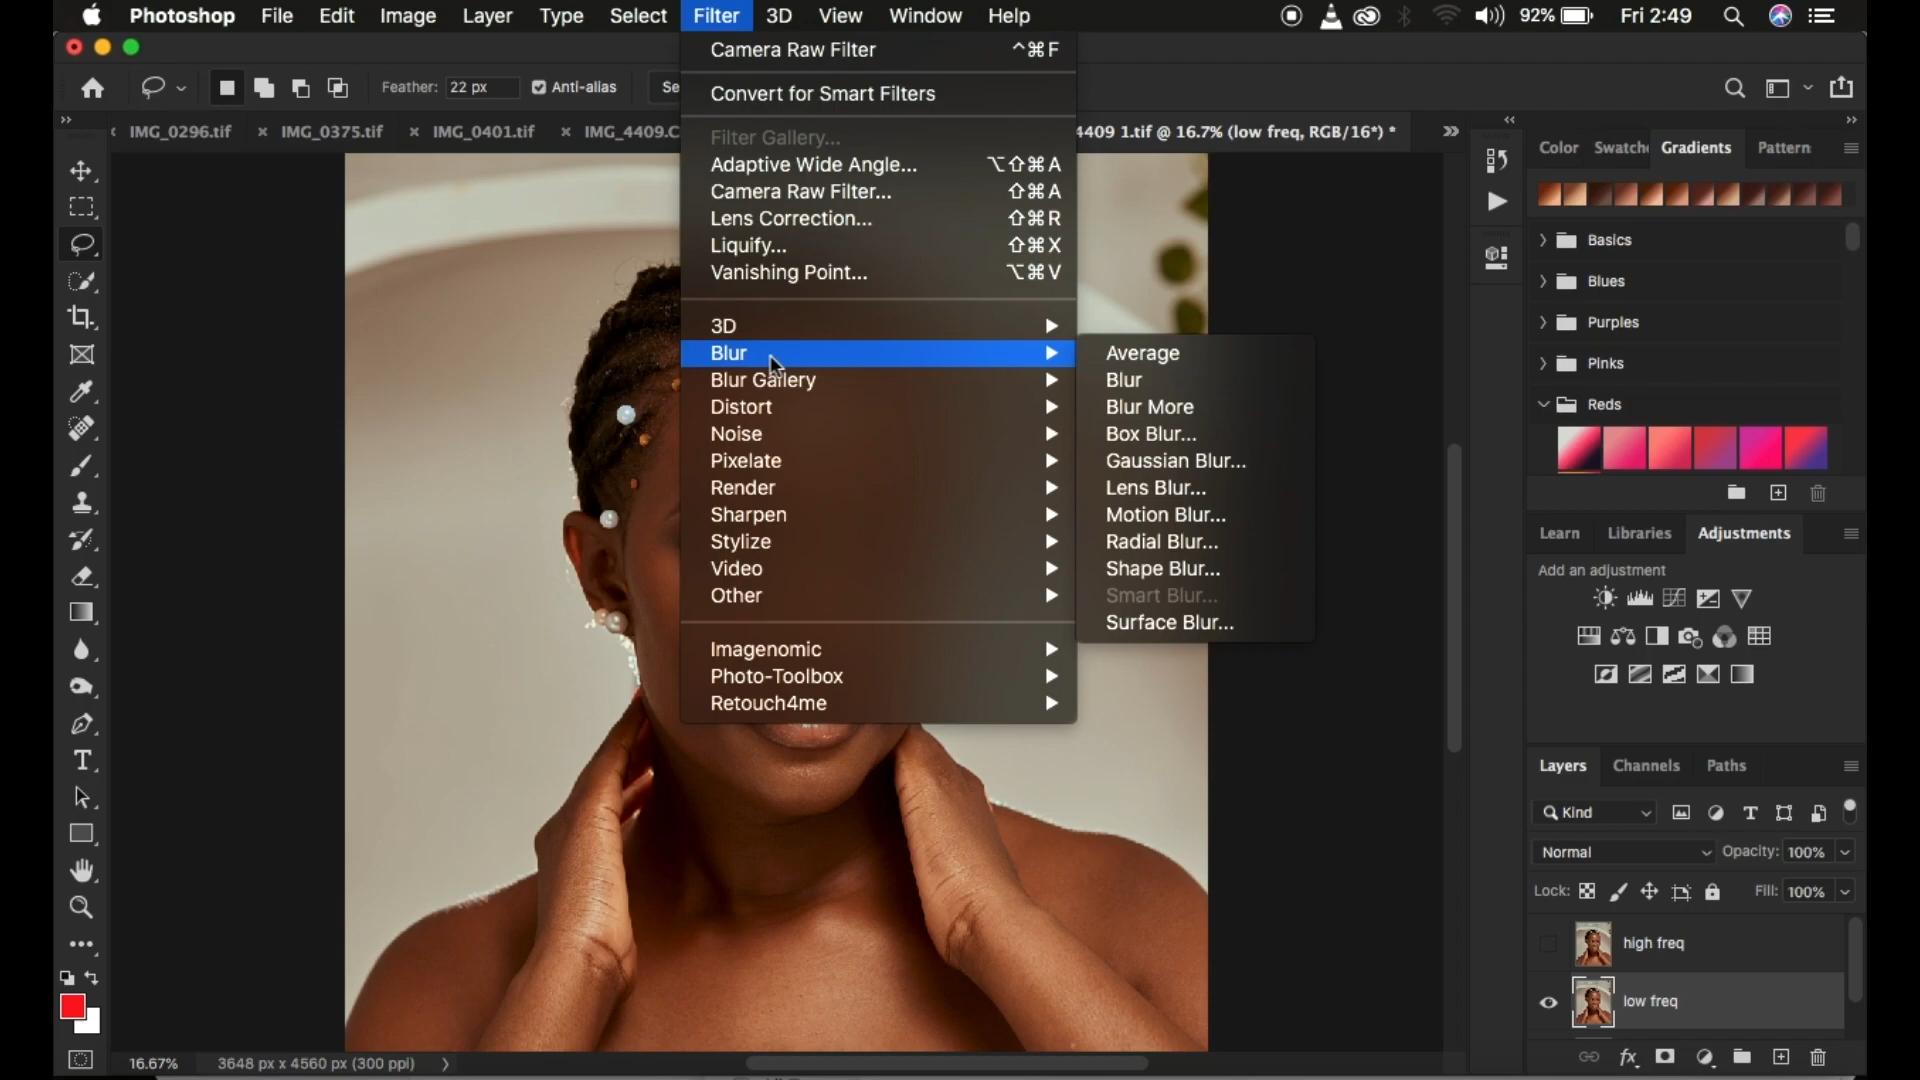 Photoshop File Edit Image Layer Type Select Filter 3D View Window Help 92% Fri 2:49
Feather: 22 px Anti-alias Se
IMG_0296.tif IMG_0375.tif IMG_0401.tif IMG_4409.C 4409 1.tif @ 16.7% (low freq, RGB/16*) *
Camera Raw Filter ^⌘F
Convert for Smart Filters
Filter Gallery...
Adaptive Wide Angle... ⌥⇧⌘A
Camera Raw Filter... ⇧⌘A
Lens Correction... ⇧⌘R
Liquify... ⇧⌘X
Vanishing Point... ⌥⌘V
3D
Blur
Blur Gallery
Distort
Noise
Pixelate
Render
Sharpen
Stylize
Video
Other
Imagenomic
Photo-Toolbox
Retouch4me
Average
Blur
Blur More
Box Blur...
Gaussian Blur...
Lens Blur...
Motion Blur...
Radial Blur...
Shape Blur...
Smart Blur...
Surface Blur...
Color Swatche Gradients Pattern
Basics
Blues
Purples
Pinks
Reds
Learn Libraries Adjustments
Add an adjustment
Layers Channels Paths
Kind
Normal Opacity: 100%
Lock: Fill: 100%
high freq
low freq
16.67% 3648 px x 4560 px (300 ppi)